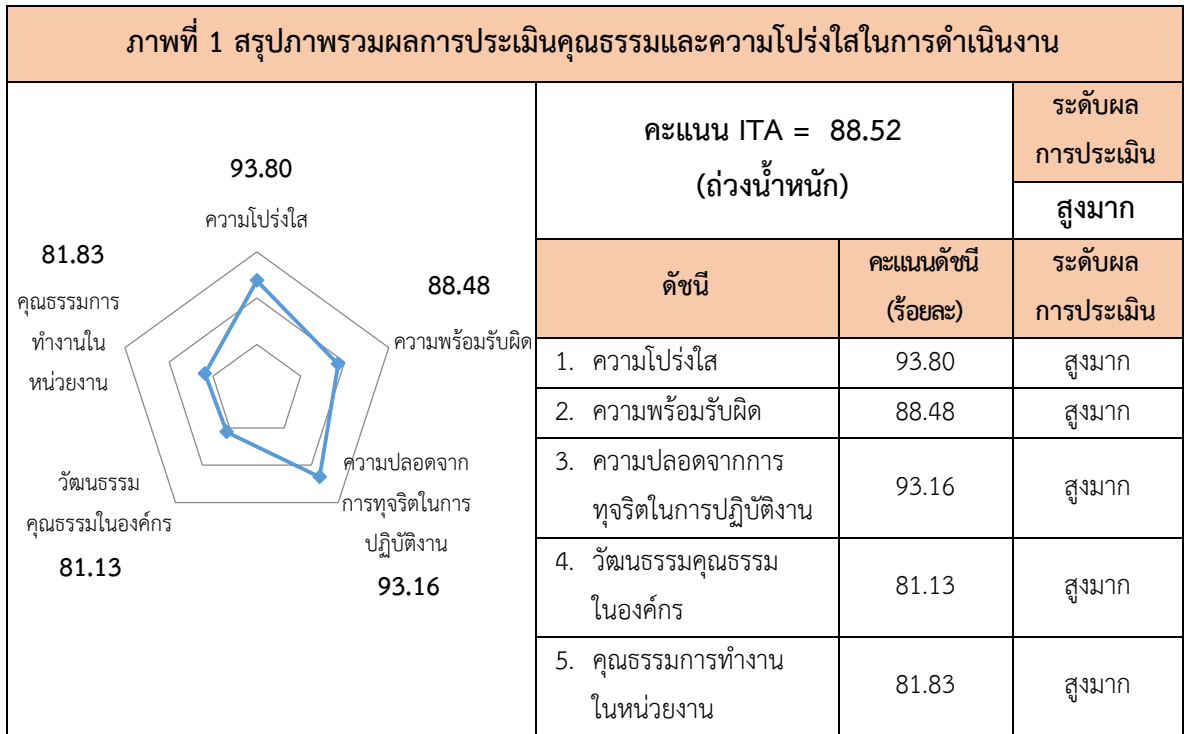 ภาพที่ 1 สรุปภาพรวมผลการประเมินคุณธรรมและความโปร่งใสในการดำเนินงาน
93.80
ความโปร่งใส
88.48
ความพร้อมรับผิด
ความปลอดจาก
การทุจริตในการ
ปฏิบัติงาน
93.16
วัฒนธรรม
คุณธรรมในองค์กร
81.13
81.83
คุณธรรมการ
ทำงานใน
หน่วยงาน
คะแนน ITA = 88.52
(ถ่วงน้ำหนัก)
ระดับผล
การประเมิน
สูงมาก
ดัชนี
คะแนนดัชนี
(ร้อยละ)
ระดับผล
การประเมิน
1. ความโปร่งใส 93.80 สูงมาก
2. ความพร้อมรับผิด 88.48 สูงมาก
3. ความปลอดจากการ
ทุจริตในการปฏิบัติงาน
93.16 สูงมาก
4. วัฒนธรรมคุณธรรม
ในองค์กร
81.13 สูงมาก
5. คุณธรรมการทำงาน
ในหน่วยงาน
81.83 สูงมาก